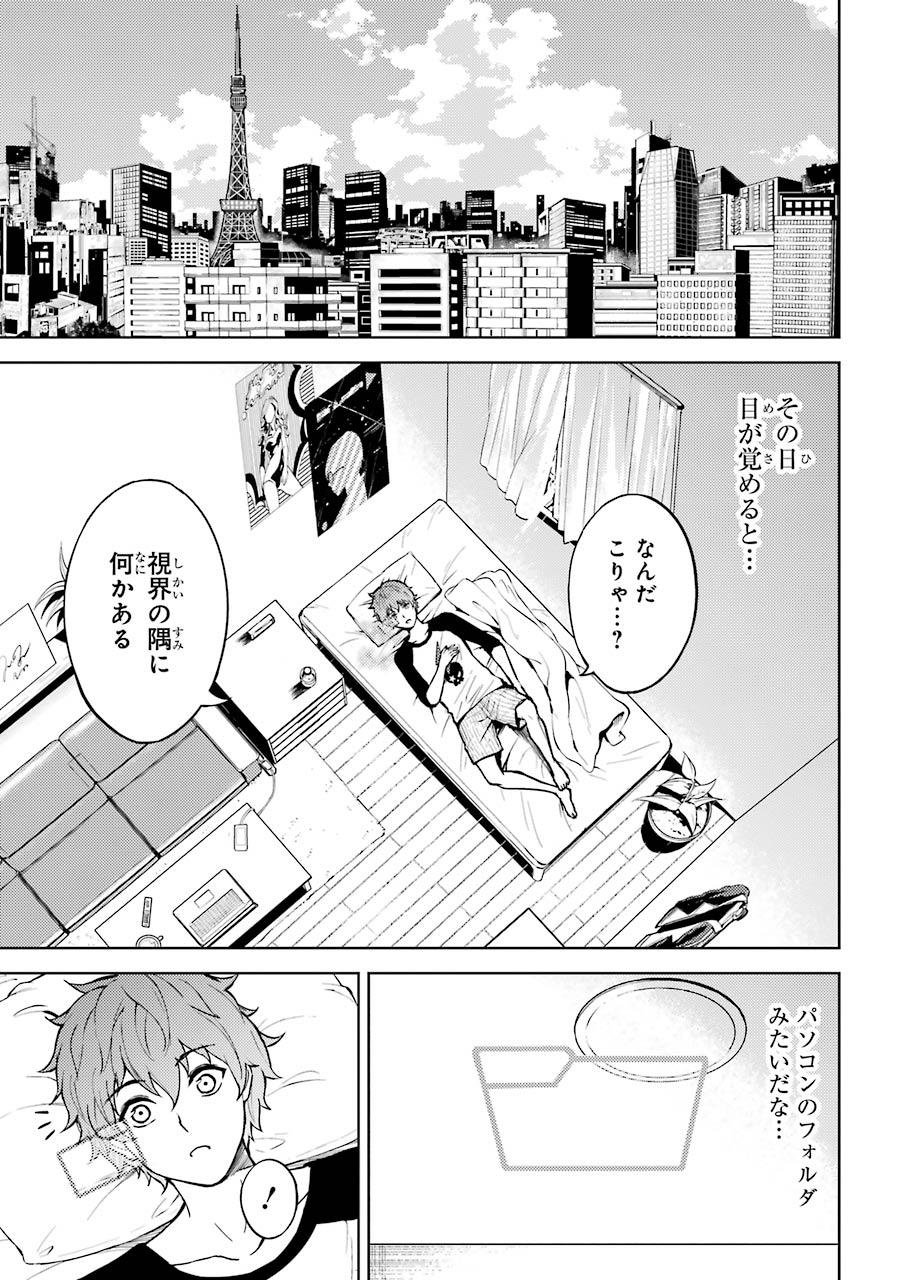 その日
目が覚めると…
なんだ
こりゃ…?
視界の隅に
何かある
パソコンのフォルダ
みたいだな…
!